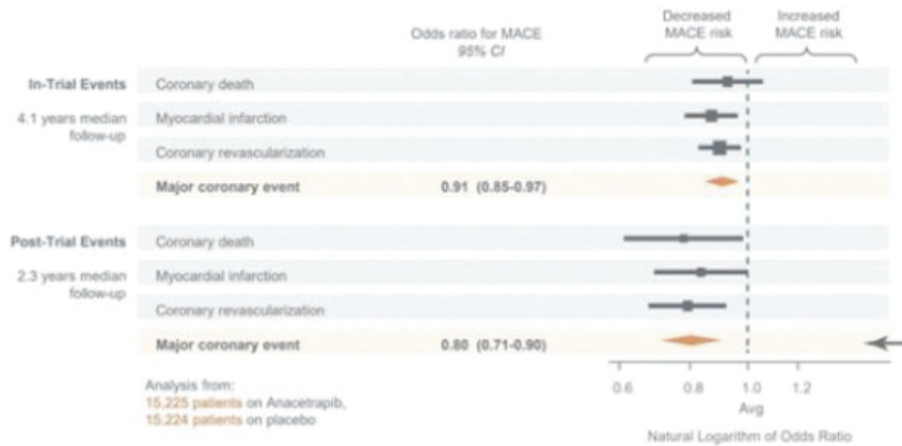 Odds ratio for MACE
95% CI
Decreased
MACE risk
Increased
MACE risk
In-Trial Events
4.1 years median
follow-up
Coronary death
Myocardial infarction
Coronary revascularization
Major coronary event 0.91 (0.85-0.97)
Post-Trial Events
2.3 years median
follow-up
Coronary death
Myocardial infarction
Coronary revascularization
Major coronary event 0.80 (0.71-0.90)
Analysis from:
15,225 patients on Anacetrapib,
15,224 patients on placebo
0.6 0.8 1.0 1.2
Avg
Natural Logarithm of Odds Ratio